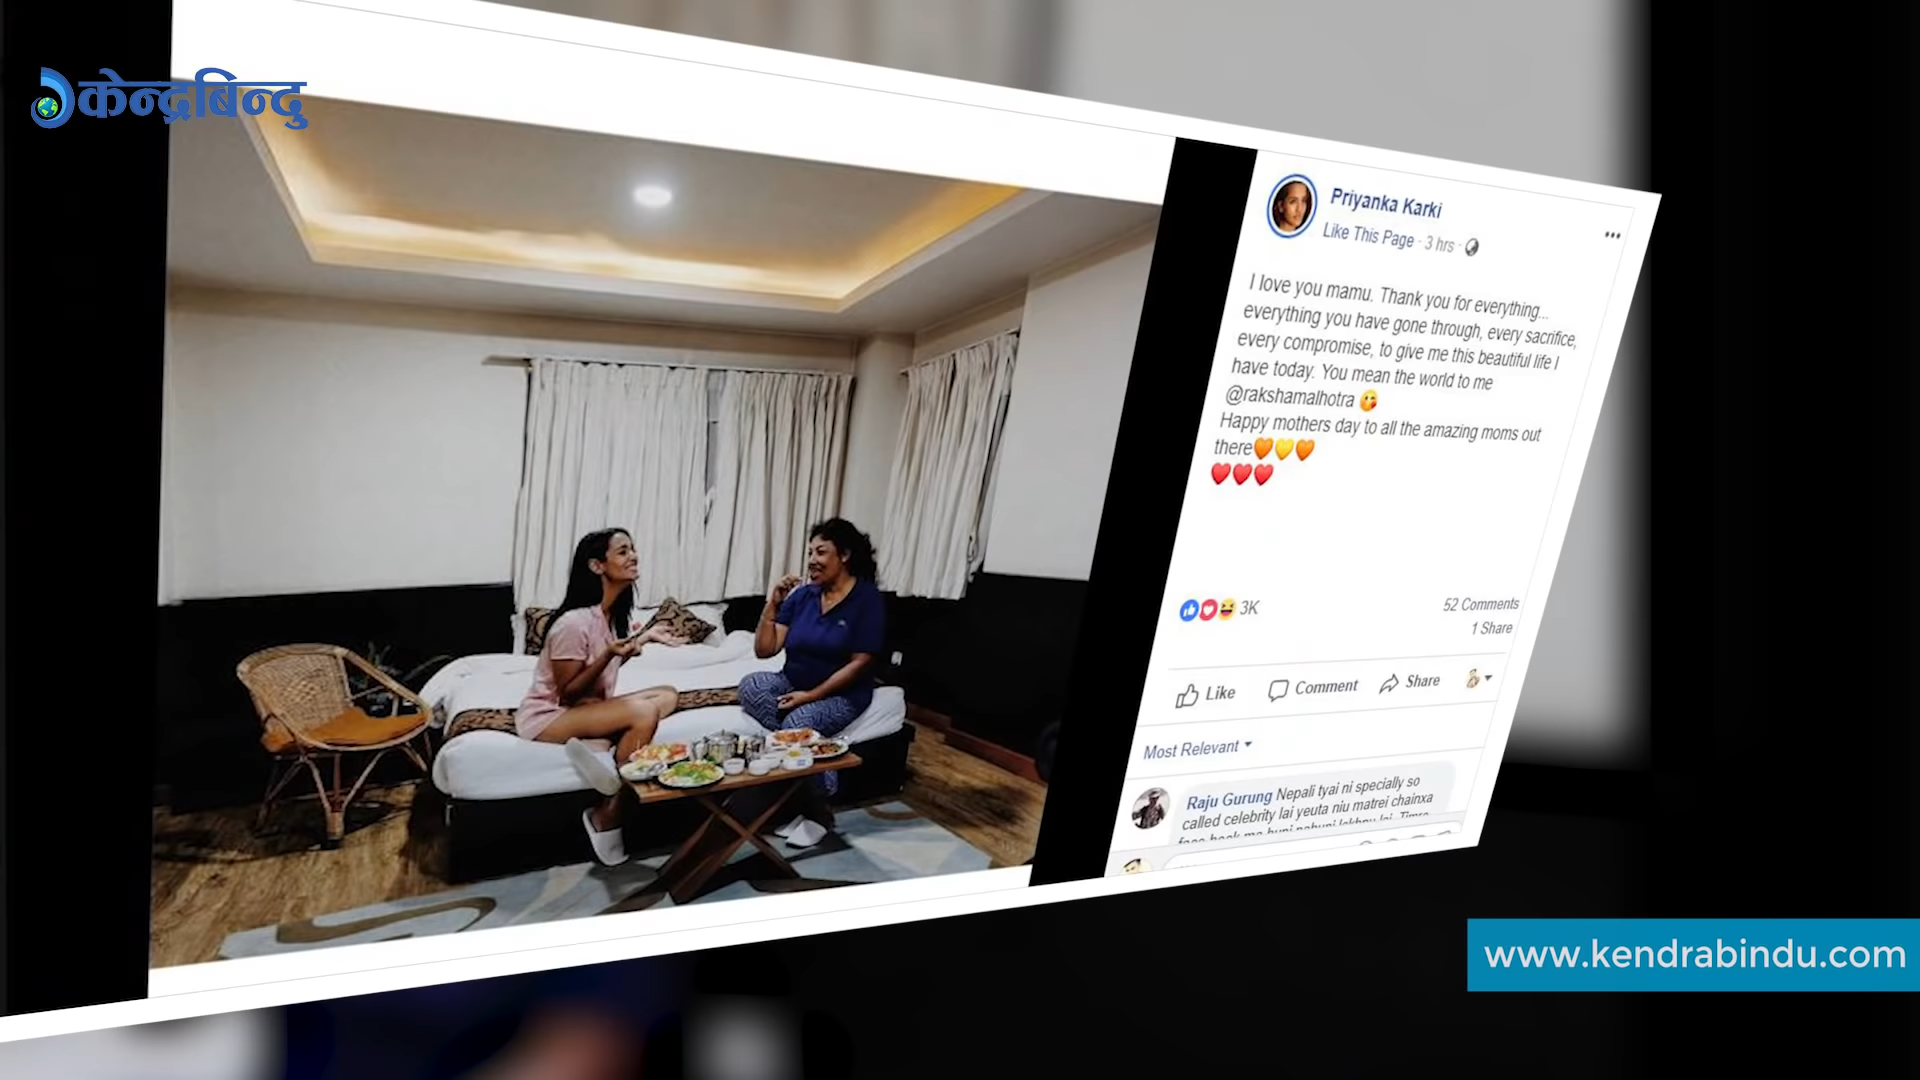 केन्द्रबिन्दु
Priyanka Karki
Like This Page · 3 hrs ·
I love you mamu. Thank you for everything...
everything you have gone through, every sacrifice,
every compromise, to give me this beautiful life I
have today. You mean the world to me
@rakshamalhotra 😘
Happy mothers day to all the amazing moms out
there🧡💛🧡
❤️❤️❤️
3K
52 Comments
1 Share
Like Comment Share
Most Relevant
Raju Gurung Nepali tyai ni specially so
called celebrity lai yeuta niu matrei chainxa
www.kendrabindu.com